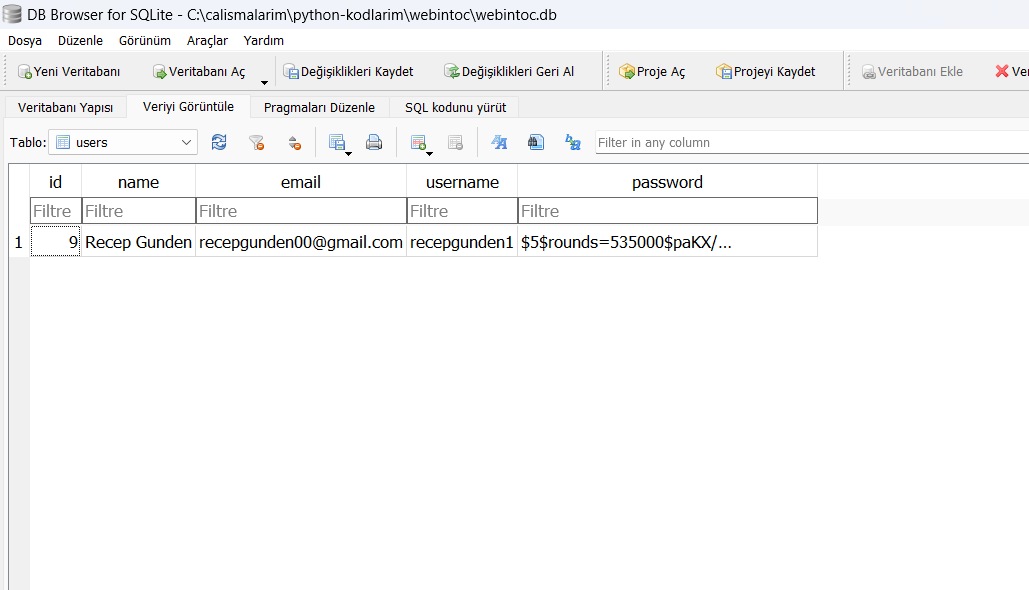 DB Browser for SQLite - C:\calismalarim\python-kodlarim\webintoc\webintoc.db
Dosya Düzenle Görünüm Araçlar Yardım
Yeni Veritabanı Veritabanı Aç Değişiklikleri Kaydet Değişiklikleri Geri Al Proje Aç Projeyi Kaydet Veritabanı Ekle Ver
Veritabanı Yapısı Veriyi Görüntüle Pragmaları Düzenle SQL kodunu yürüt
Tablo: users Filter in any column
id name email username password
Filtre Filtre Filtre Filtre Filtre
1 9 Recep Gunden recepgunden00@gmail.com recepgunden1 $5$rounds=535000$paKX/...